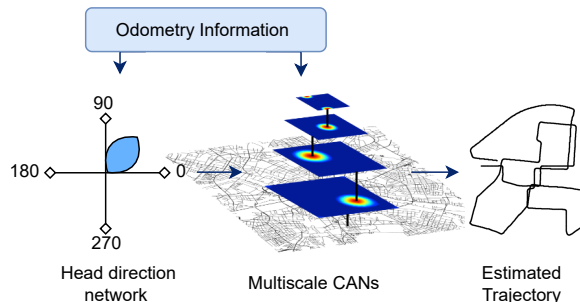 Odometry Information
90
180
0
270
Head direction
network
Multiscale CANs
Estimated
Trajectory